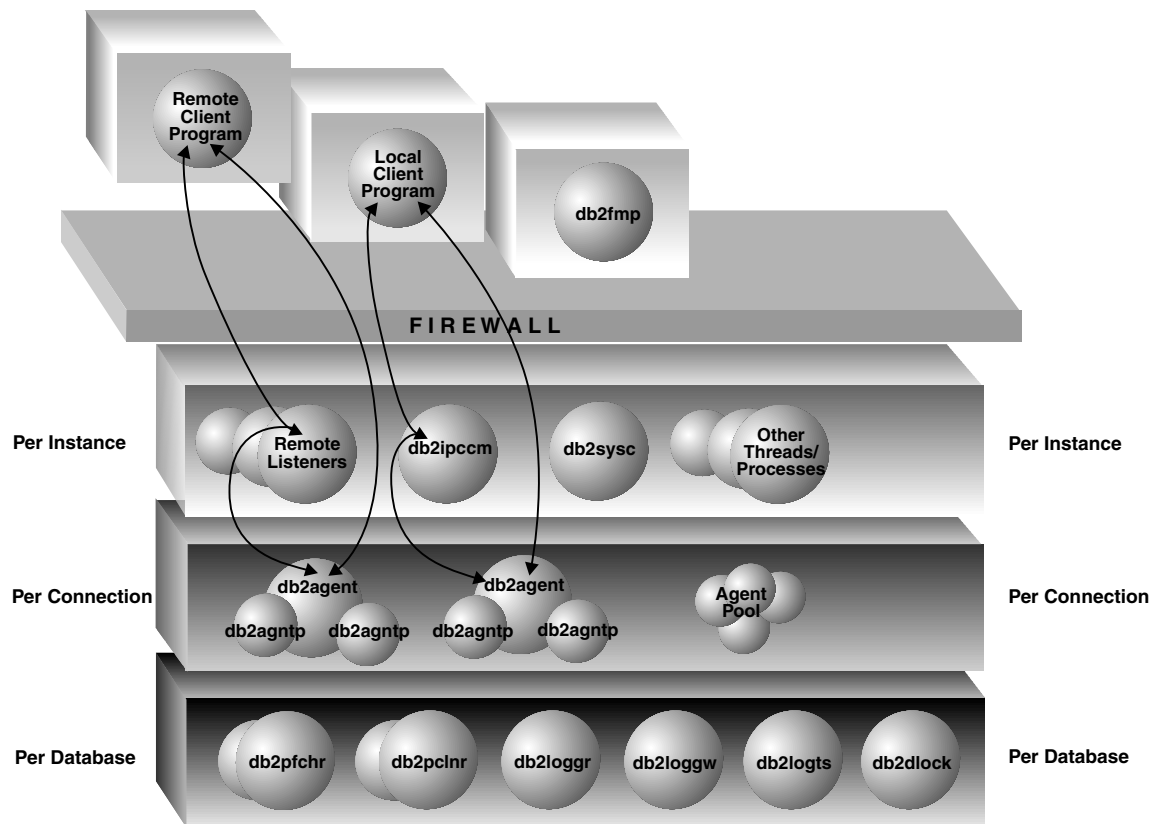 Remote
Client
Program
Local
Client
Program
db2fmp
FIREWALL
Per Instance
Remote
Listeners
db2ipccm
db2sysc
Other
Threads/
Processes
Per Instance
Per Connection
db2agent
db2agntp
db2agntp
db2agent
db2agntp
db2agntp
Agent
Pool
Per Connection
Per Database
db2pfchr
db2pclnr
db2loggr
db2loggw
db2logts
db2dlock
Per Database